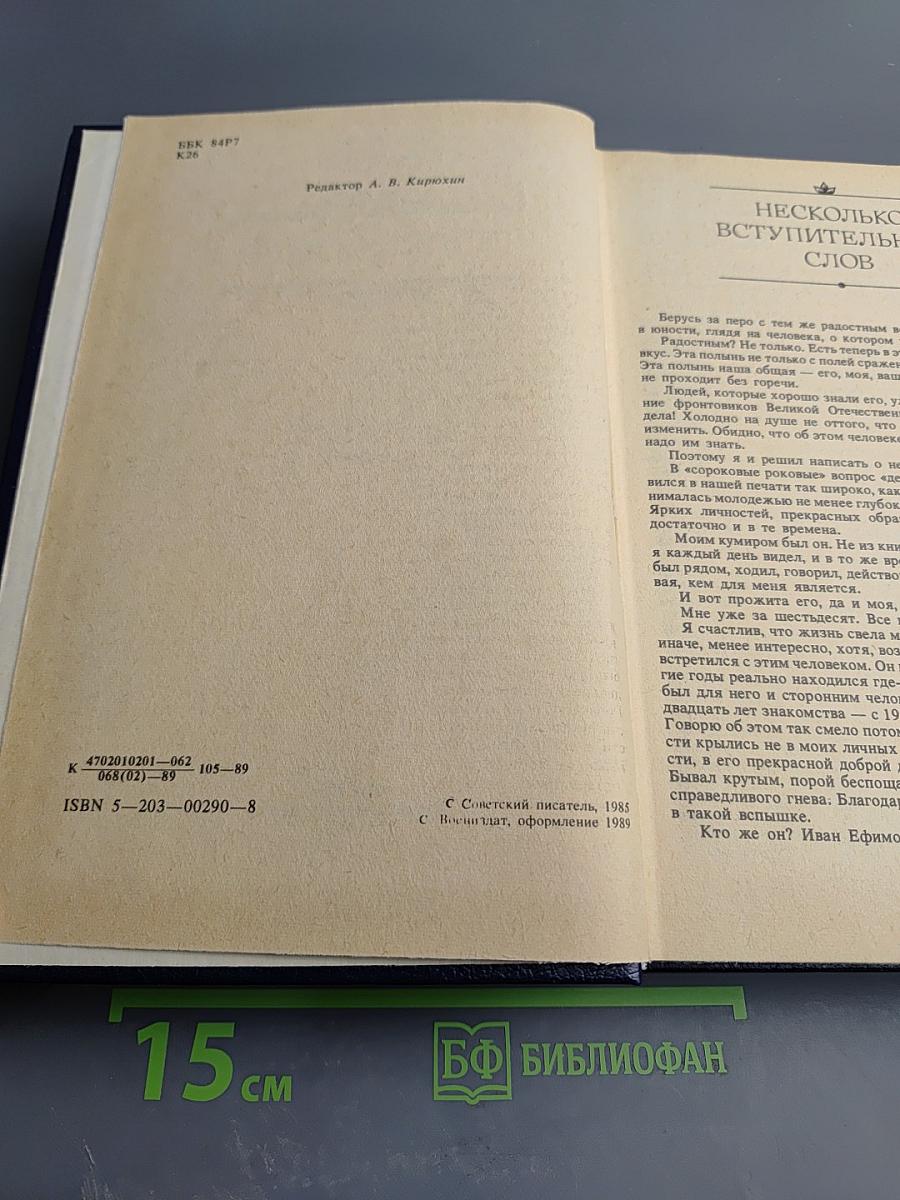 ББК 84Р7
К26
Редактор А. В. Кирюхин
К 4702010201—062
068(02)—89 105—89
ISBN 5—203—00290—8
© Советский писатель, 1985
© Воениздат, оформление 1989
НЕСКОЛЬКО
ВСТУПИТЕЛЬН
СЛОВ
Берусь за перо с тем же радостным
в юности, глядя на человека, о котором
Радостным? Не только. Есть теперь в
вкус. Эта полынь не только с полей сражен
Эта полынь наша общая — его, моя, ваш
не проходит без горечи.
Людей, которые хорошо знали его, у
ние фронтовиков Великой Отечествен
дела! Холодно на душе не оттого, что
изменить. Обидно, что об этом человеке
надо им знать.
Поэтому я и решил написать о не
В «сороковые роковые» вопрос «де
вился в нашей печати так широко, как
нималась молодежью не менее глубок
Ярких личностей, прекрасных обра
достаточно и в те времена.
Моим кумиром был он. Не из кни
я каждый день видел, и в то же вре
был рядом, ходил, говорил, действо
вая, кем для меня является.
И вот прожита его, да и моя,
Мне уже за шестьдесят. Все
Я счастлив, что жизнь свела м
иначе, менее интересно, хотя, воз
встретился с этим человеком. Он
гие годы реально находился где-
был для него и сторонним чело
двадцать лет знакомства — с 19
Говорю об этом так смело пото
сти крылись не в моих личных
сти, в его прекрасной доброй
Бывал крутым, порой беспоща
справедливого гнева: Благодар
в такой вспышке.
Кто же он? Иван Ефимо
15 см
БФ БИБЛИОФАН